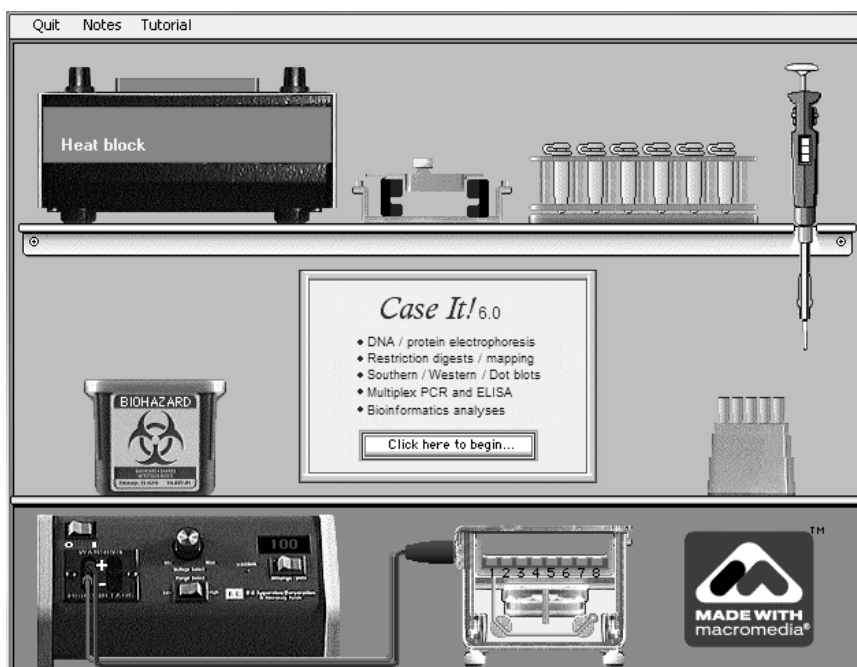 Quit Notes Tutorial
Heat block
Case It! 6.0
• DNA / protein electrophoresis
• Restriction digests / mapping
• Southern / Western / Dot blots
• Multiplex PCR and ELISA
• Bioinformatics analyses
Click here to begin...
BIOHAZARD
100
+
-
1 2 3 4 5 6 7 8
TM
MADE WITH
macromedia®